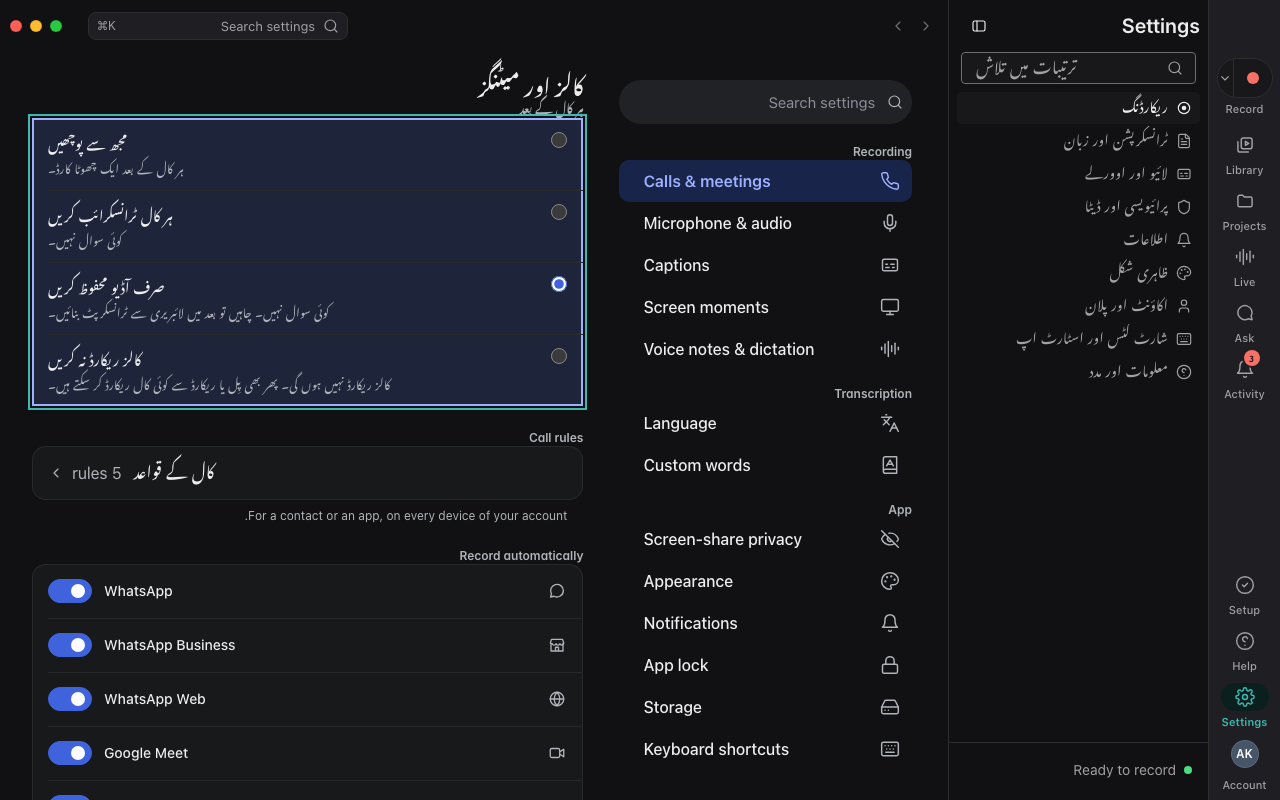 ⌘K
Search settings
Settings
ترتیبات میں تلاش
ریکارڈنگ
ٹرانسکرپشن اور زبان
لائیو اور اوورلے
پرائیویسی اور ڈیٹا
اطلاعات
ظاہری شکل
اکاؤنٹ اور پلان
شارٹ کٹس اور اسٹارٹ اپ
معلومات اور مدد
Ready to record
Record
Library
Projects
Live
Ask
3
Activity
Setup
Help
Settings
AK
Account
Search settings
Recording
Calls & meetings
Microphone & audio
Captions
Screen moments
Voice notes & dictation
Transcription
Language
Custom words
App
Screen-share privacy
Appearance
Notifications
App lock
Storage
Keyboard shortcuts
کالز اور میٹنگز
ہر کال کے بعد
مجھ سے پوچھیں
ہر کال کے بعد ایک چھوٹا کارڈ۔
ہر کال ٹرانسکرائب کریں
کوئی سوال نہیں۔
صرف آڈیو محفوظ کریں
کوئی سوال نہیں۔ چاہیں تو بعد میں لائبریری سے ٹرانسکرپٹ بنائیں۔
کالز ریکارڈ نہ کریں
کالز ریکارڈ نہیں ہوں گی۔ پھر بھی پِل یا ریکارڈ سے کوئی کال ریکارڈ کر سکتے ہیں۔
Call rules
کال کے قواعد
5 rules
For a contact or an app, on every device of your account.
Record automatically
WhatsApp
WhatsApp Business
WhatsApp Web
Google Meet